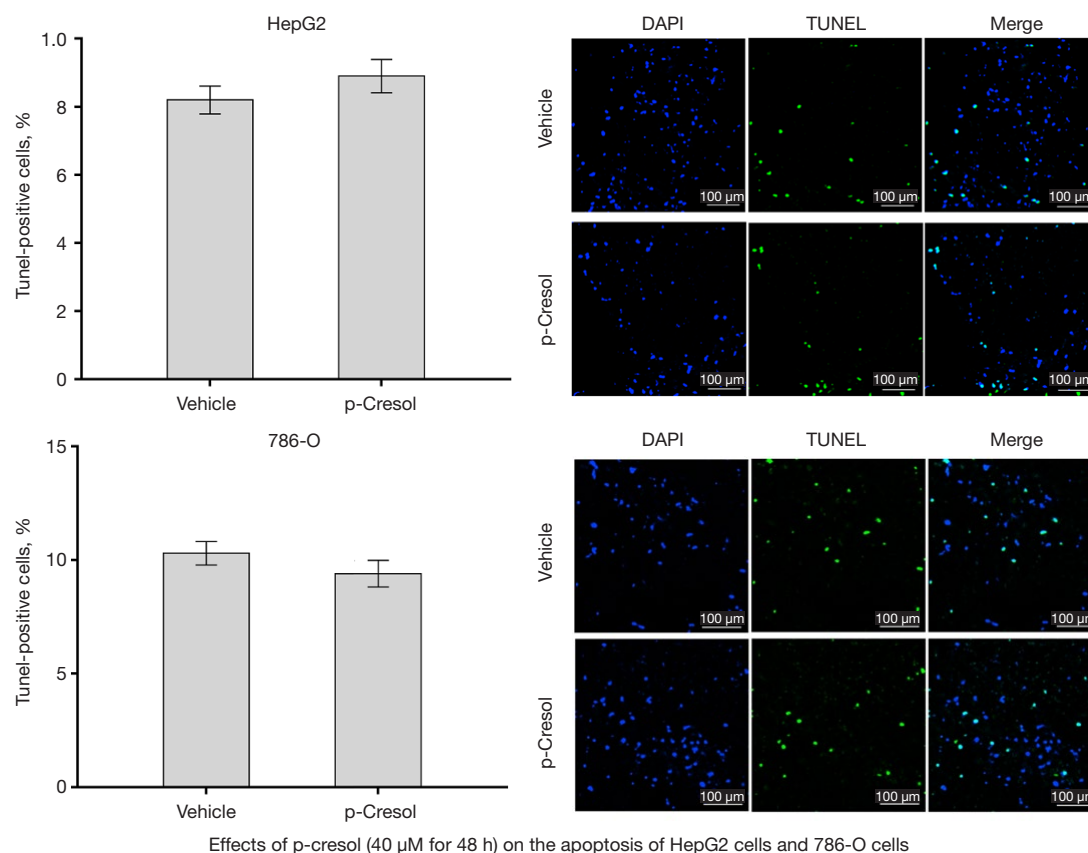 HepG2
DAPI TUNEL Merge
1.0
8
6
4
2
0
Tunel-positive cells, %
Vehicle p-Cresol
Vehicle
100 µm 100 µm 100 µm
p-Cresol
100 µm 100 µm 100 µm
786-O
DAPI TUNEL Merge
15
10
5
0
Tunel-positive cells, %
Vehicle p-Cresol
Vehicle
100 µm 100 µm 100 µm
p-Cresol
100 µm 100 µm 100 µm
Effects of p-cresol (40 µM for 48 h) on the apoptosis of HepG2 cells and 786-O cells